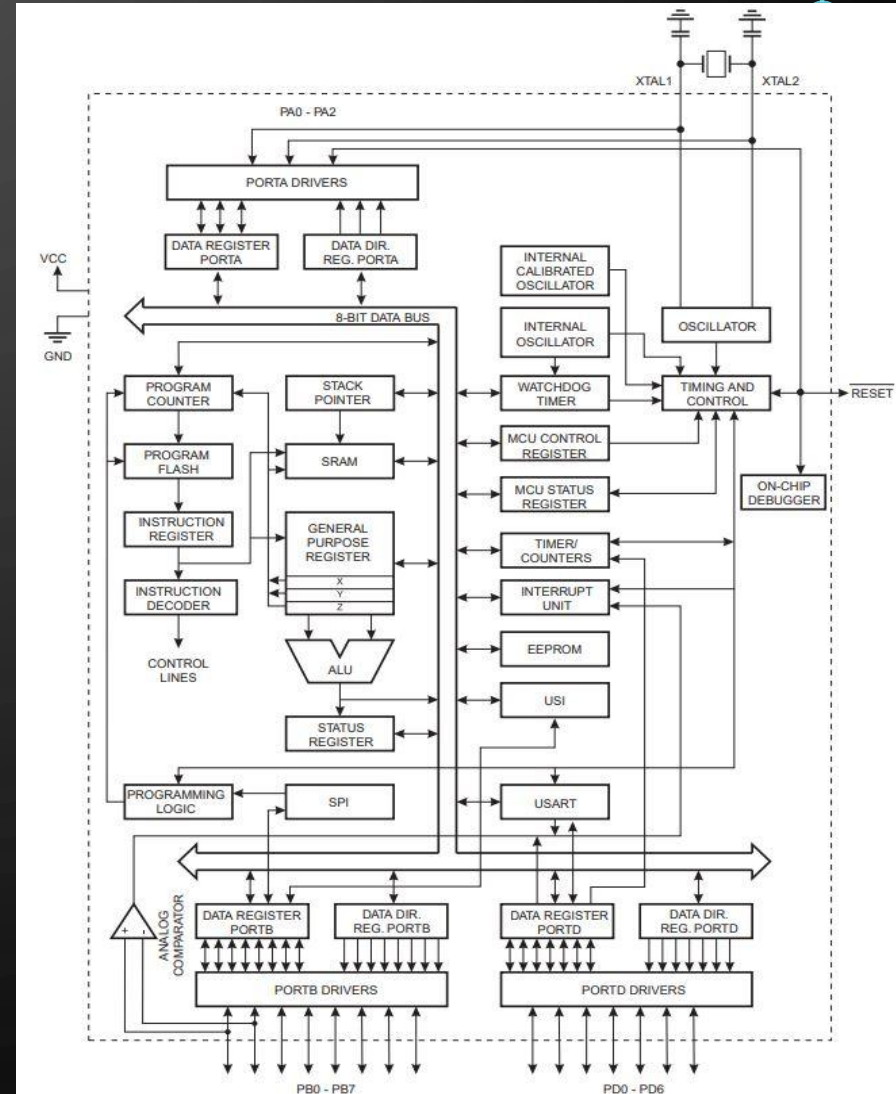 XTAL1
XTAL2
PA0 - PA2
PORTA DRIVERS
DATA REGISTER
PORTA
DATA DIR.
REG. PORTA
VCC
GND
8-BIT DATA BUS
INTERNAL
CALIBRATED
OSCILLATOR
INTERNAL
OSCILLATOR
OSCILLATOR
PROGRAM
COUNTER
STACK
POINTER
WATCHDOG
TIMER
TIMING AND
CONTROL
RESET
PROGRAM
FLASH
SRAM
MCU CONTROL
REGISTER
MCU STATUS
REGISTER
ON-CHIP
DEBUGGER
INSTRUCTION
REGISTER
GENERAL
PURPOSE
REGISTER
X
Y
Z
TIMER/
COUNTERS
INSTRUCTION
DECODER
INTERRUPT
UNIT
CONTROL
LINES
ALU
EEPROM
USI
STATUS
REGISTER
PROGRAMMING
LOGIC
SPI
USART
+
-
ANALOG
COMPARATOR
DATA REGISTER
PORTB
DATA DIR.
REG. PORTB
DATA REGISTER
PORTD
DATA DIR.
REG. PORTD
PORTB DRIVERS
PORTD DRIVERS
PB0 - PB7
PD0 - PD6